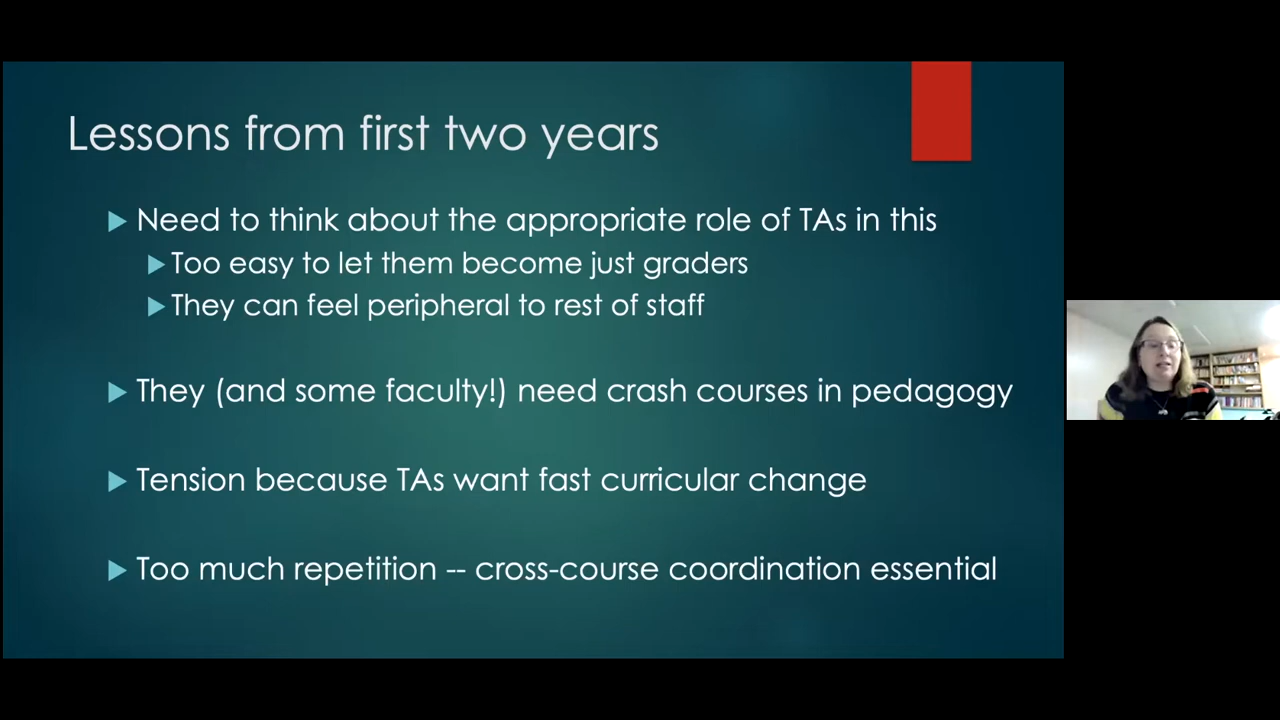 Lessons from first two years
Need to think about the appropriate role of TAs in this
Too easy to let them become just graders
They can feel peripheral to rest of staff
They (and some faculty!) need crash courses in pedagogy
Tension because TAs want fast curricular change
Too much repetition -- cross-course coordination essential